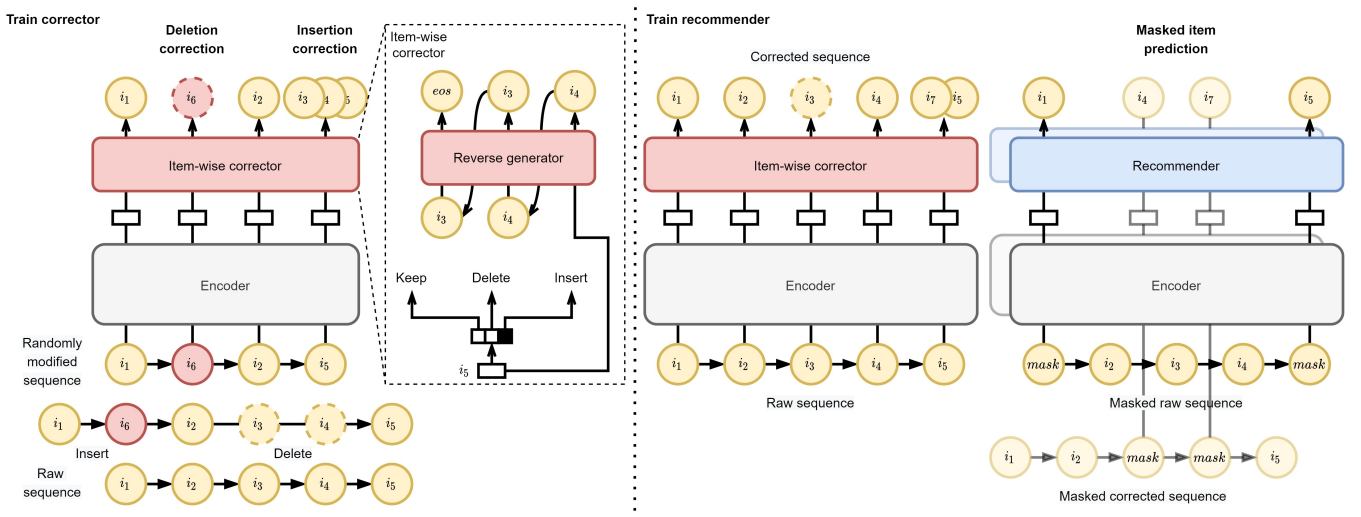 Train corrector
Deletion
correction
Insertion
correction
i1
i6
i2
i3
4
5
Item-wise corrector
Encoder
Randomly
modified
sequence
i1
i6
i2
i5
i1
i6
i2
i3
i4
i5
Insert
Delete
Raw
sequence
i1
i2
i3
i4
i5
Item-wise
corrector
eos
i3
i4
Reverse generator
i3
i4
Keep
Delete
Insert
i5
Train recommender
Corrected sequence
i1
i2
i3
i4
i7
i5
Item-wise corrector
Encoder
i1
i2
i3
i4
i5
Raw sequence
Masked item
prediction
i1
i4
i7
i5
Recommender
Encoder
mask
i2
i3
i4
mask
Masked raw sequence
i1
i2
mask
mask
i5
Masked corrected sequence